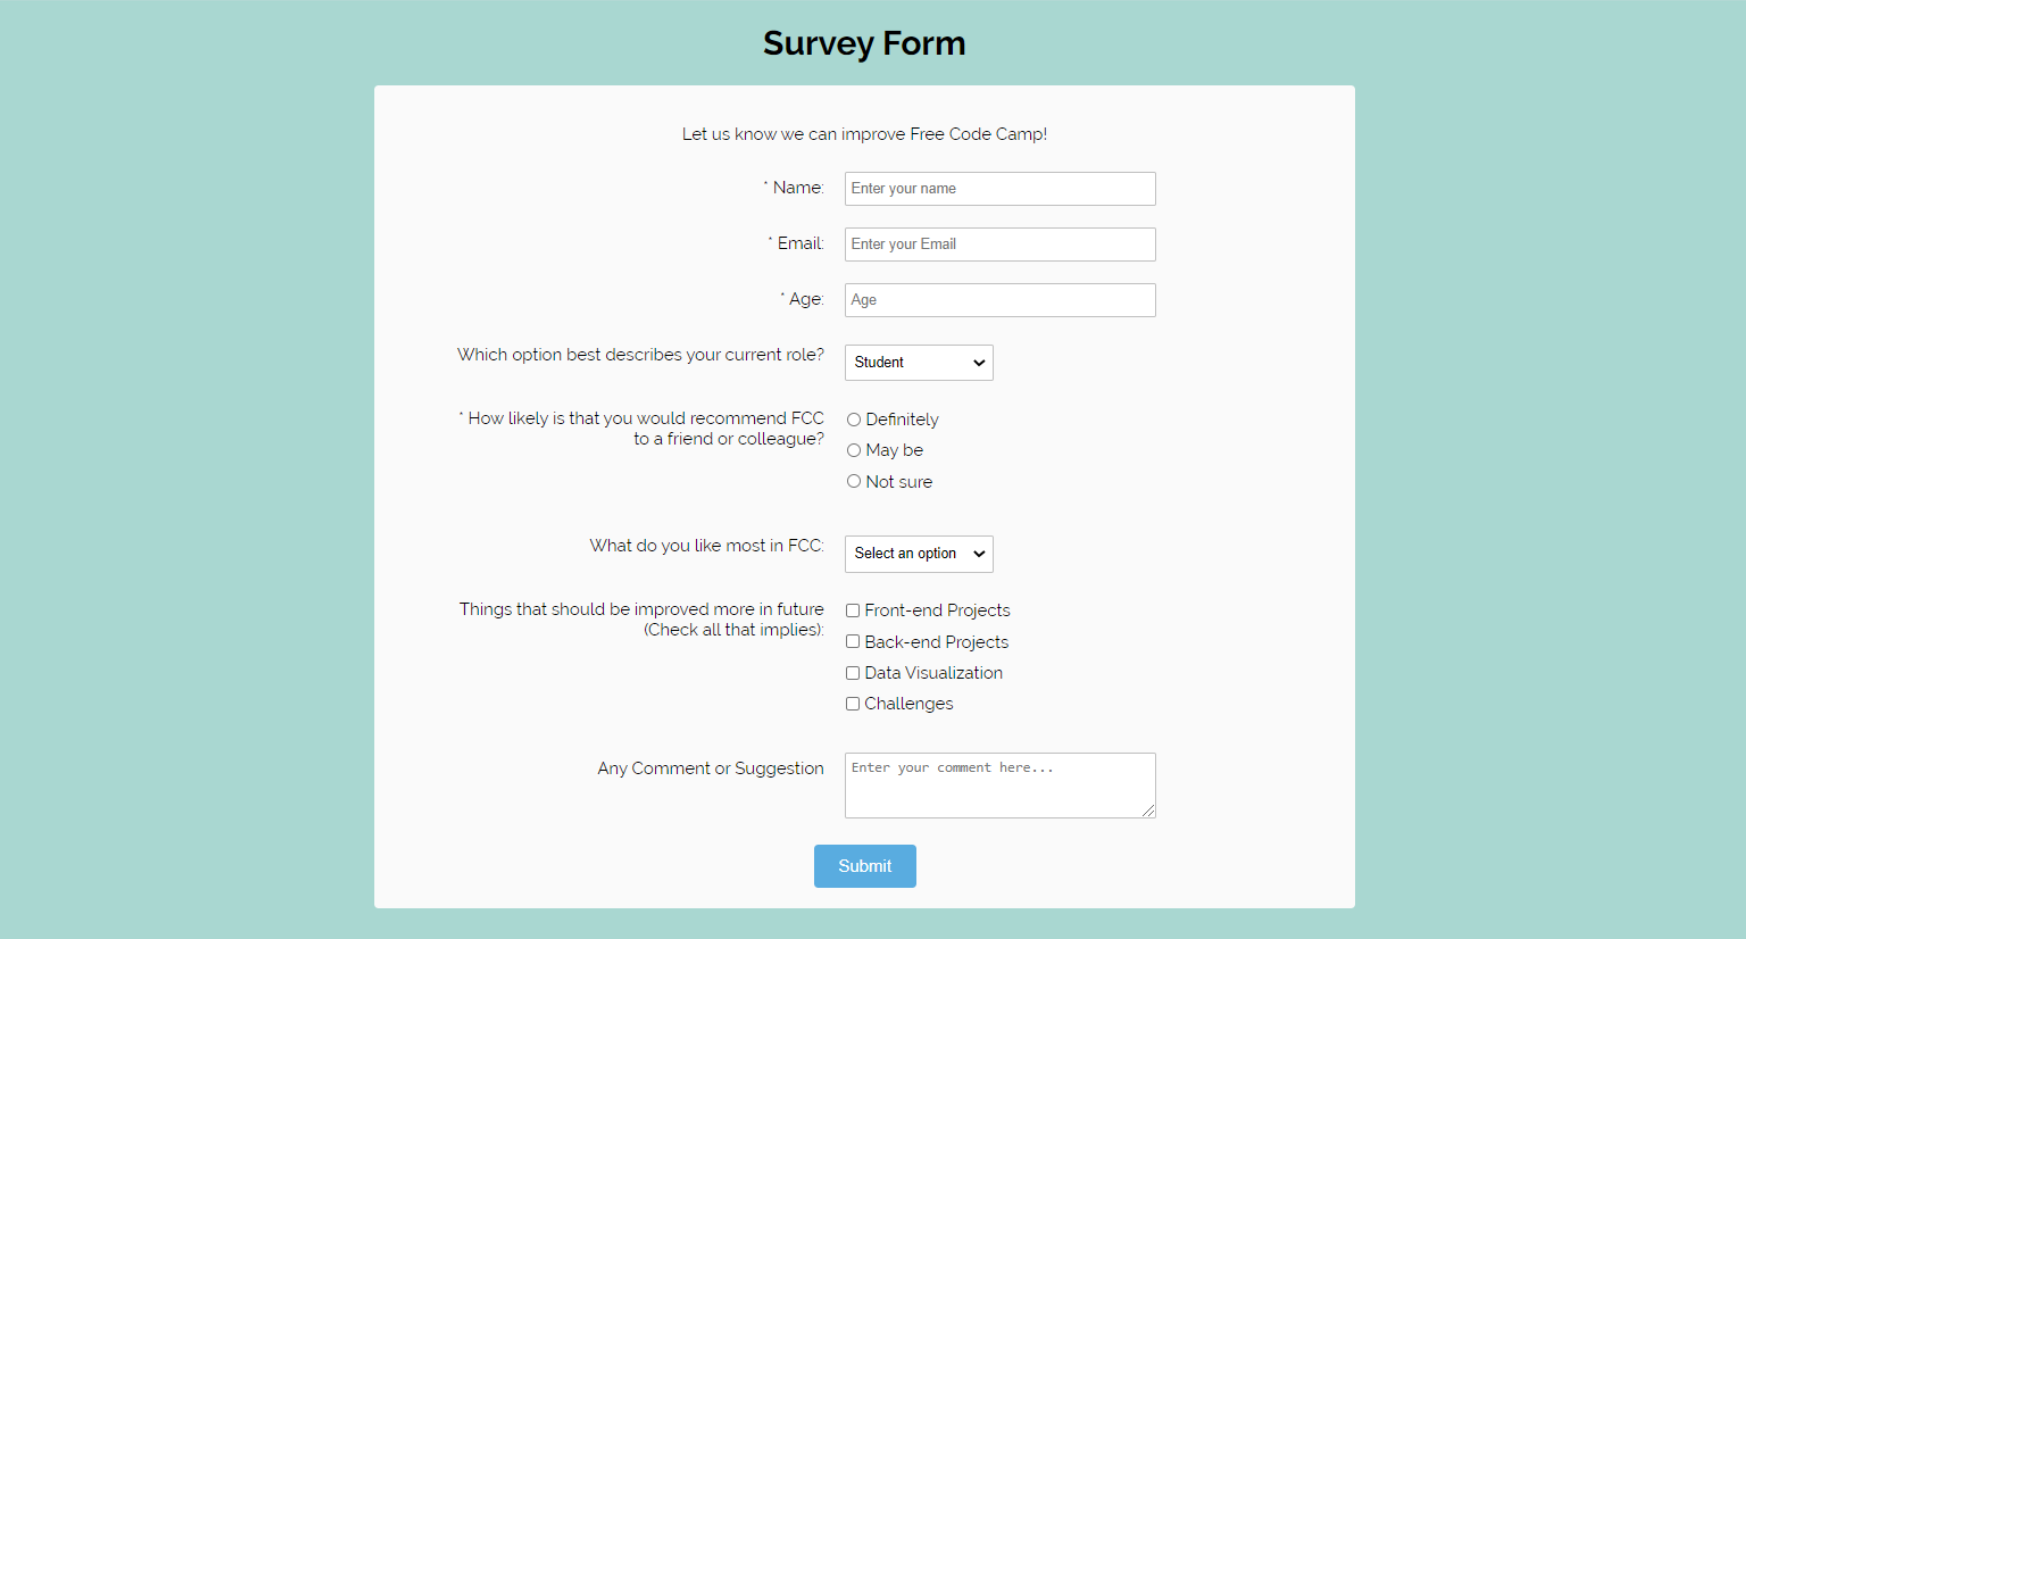 Survey Form
Let us know we can improve Free Code Camp!
* Name:
Enter your name
* Email:
Enter your Email
* Age:
Age
Which option best describes your current role?
Student
* How likely is that you would recommend FCC
to a friend or colleague?
Definitely
May be
Not sure
What do you like most in FCC:
Select an option
Things that should be improved more in future
(Check all that implies):
Front-end Projects
Back-end Projects
Data Visualization
Challenges
Any Comment or Suggestion
Enter your comment here...
Submit